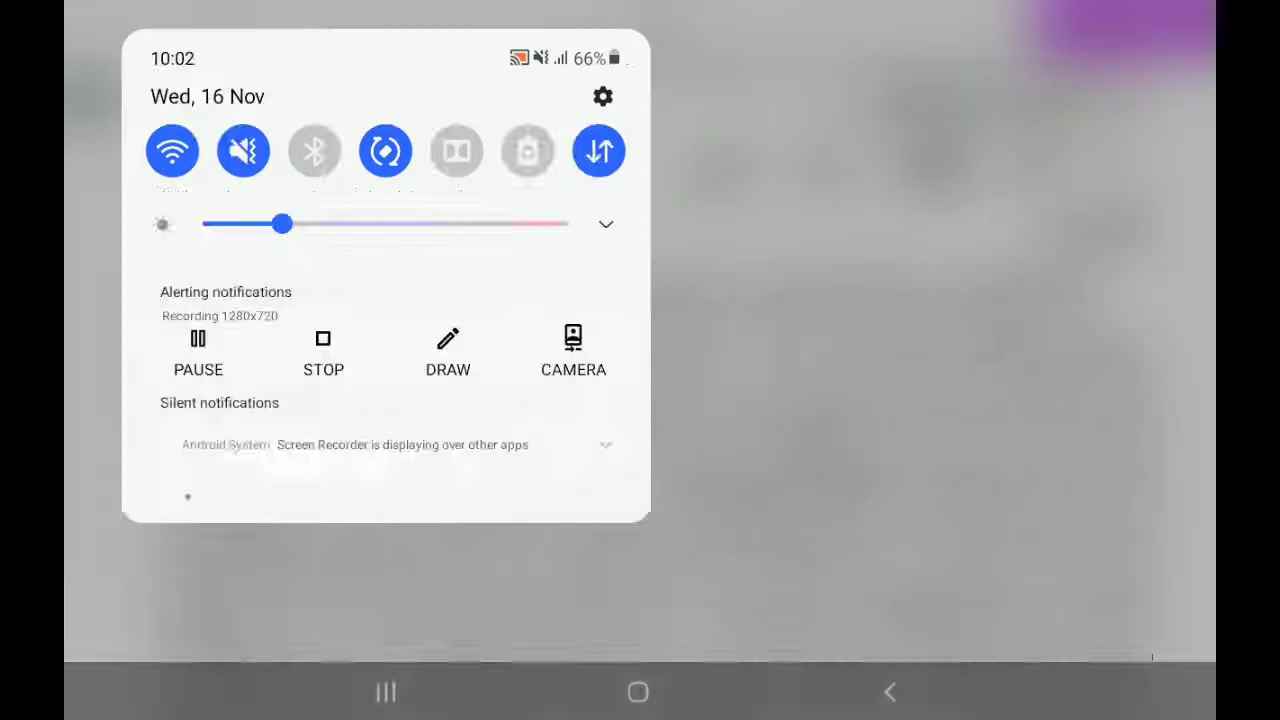 10:02 66%
Wed, 16 Nov
Alerting notifications
Recording 1280x720
PAUSE STOP DRAW CAMERA
Silent notifications
Android System Screen Recorder is displaying over other apps